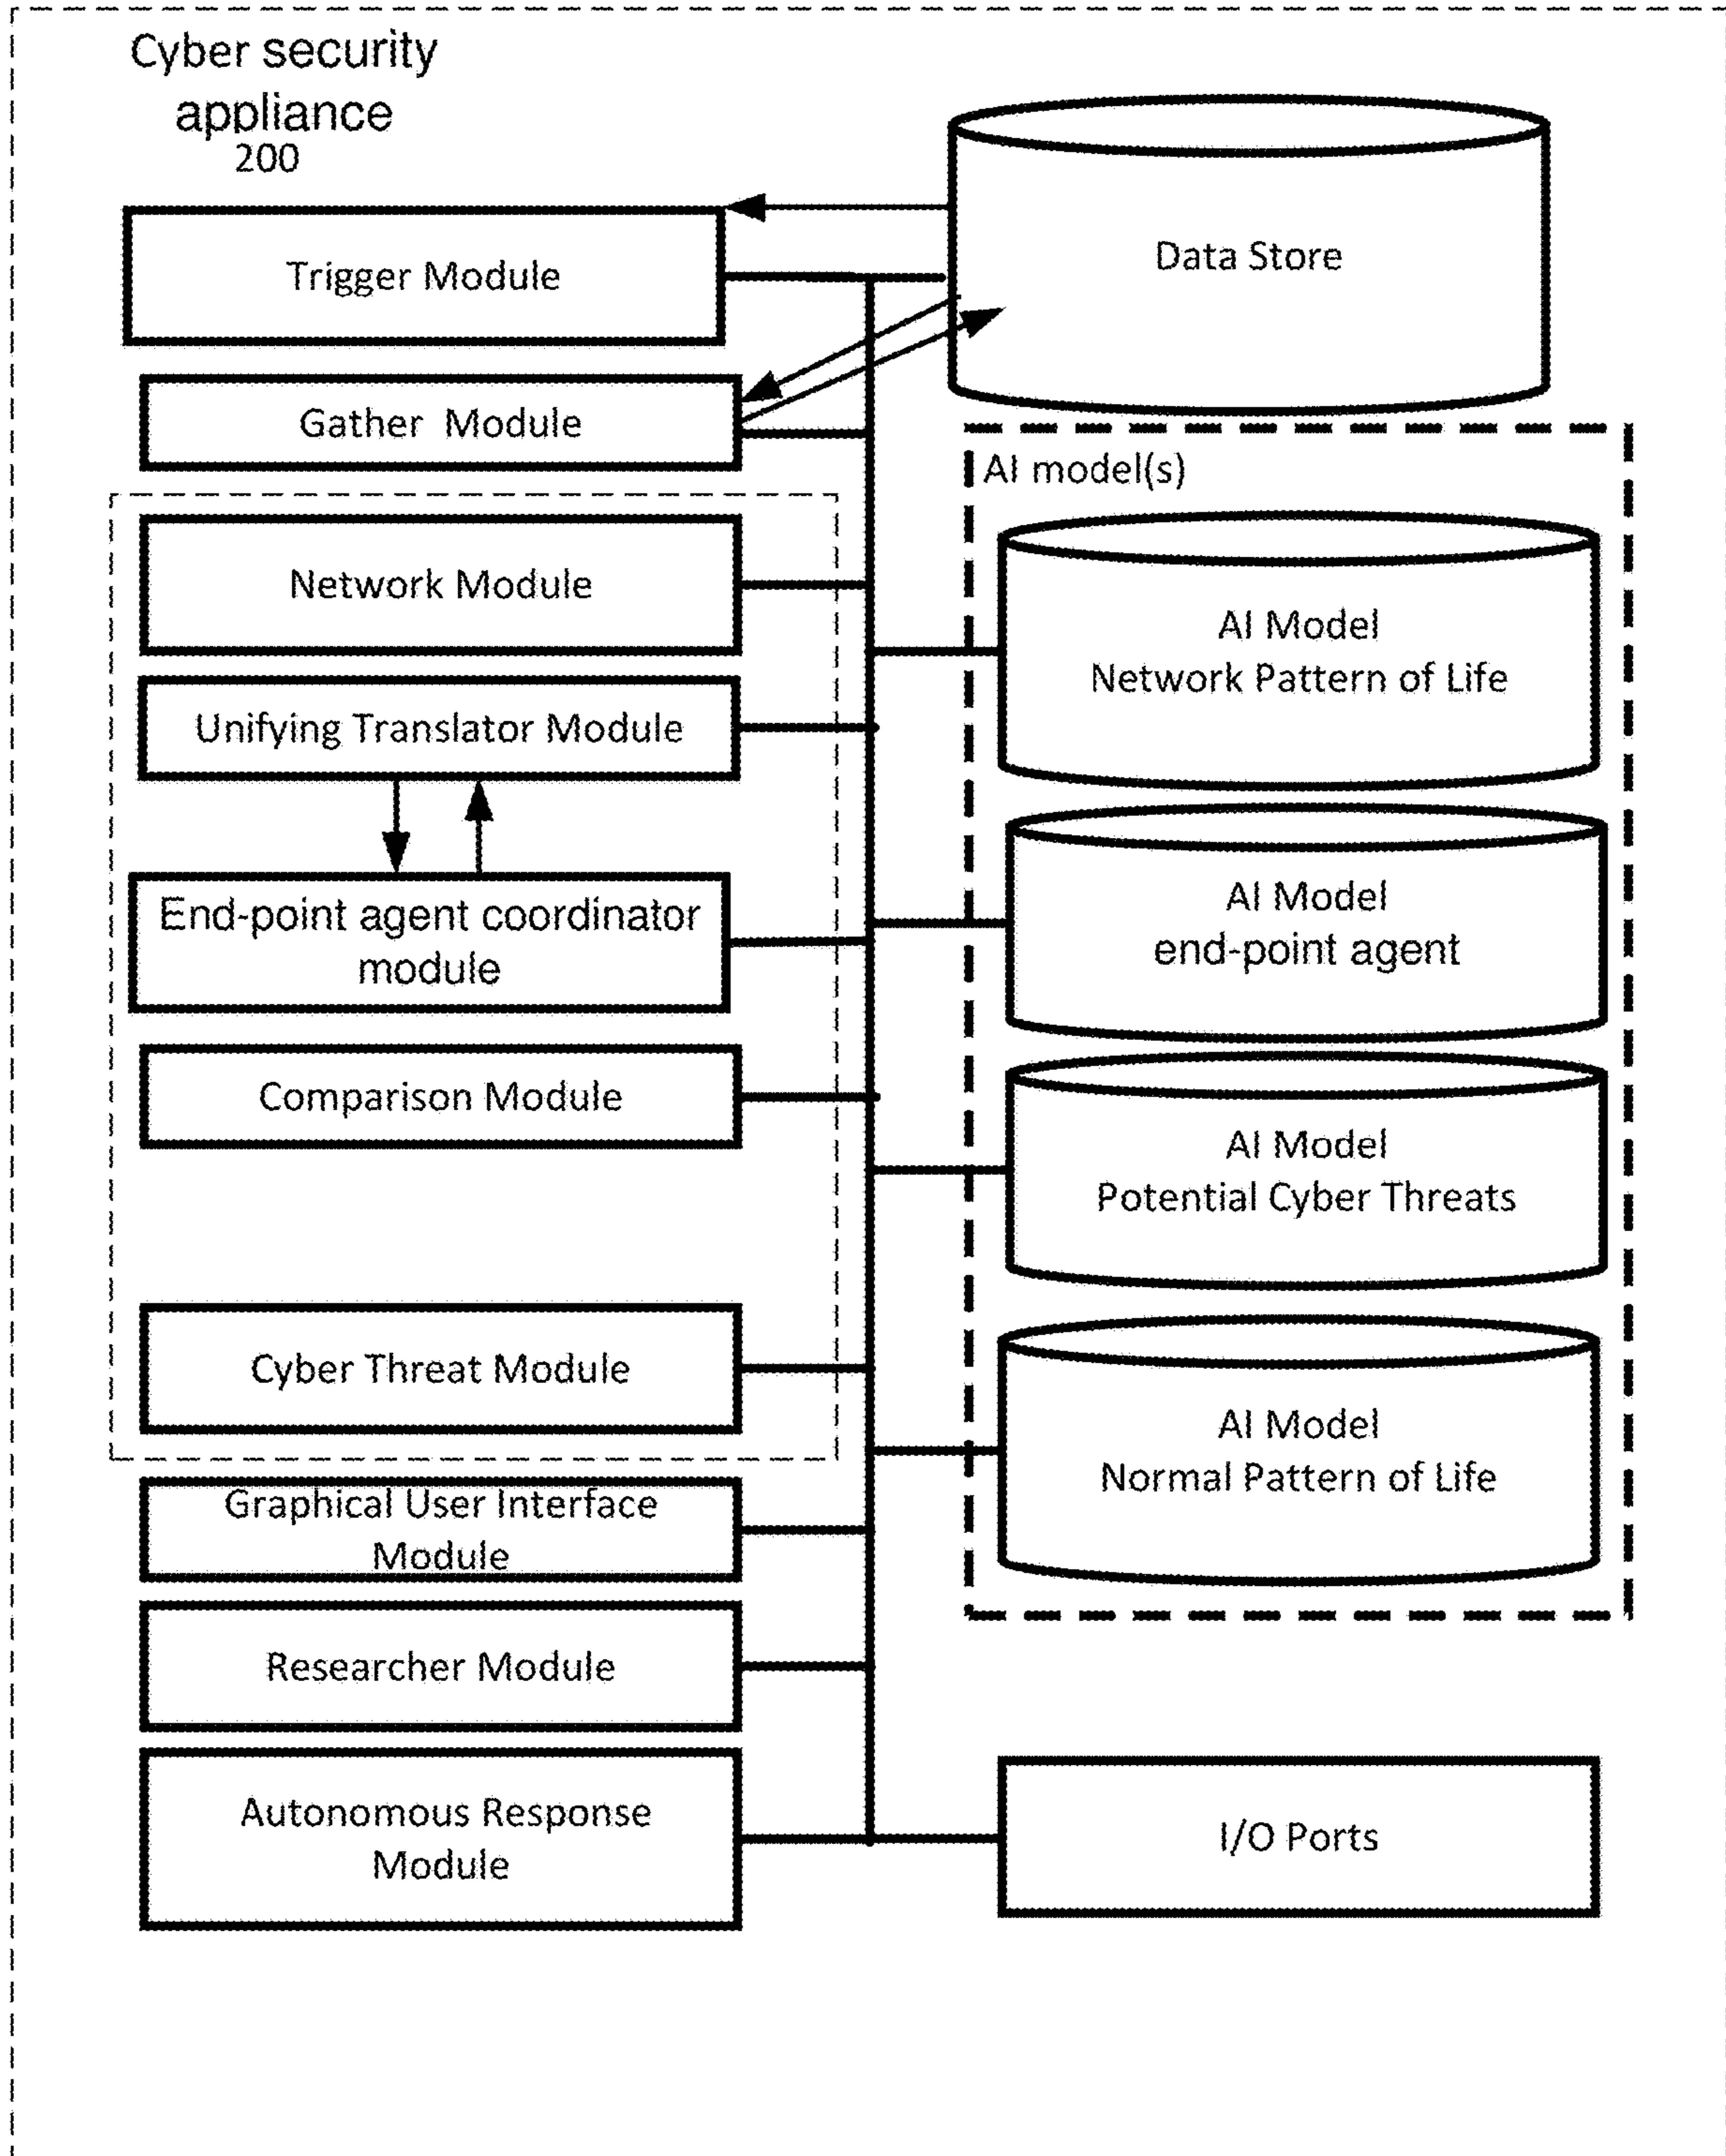 Cyber security
appliance
200
Data Store
Trigger Module
Gather Module
AI model(s)
Network Module
AI Model
Network Pattern of Life
Unifying Translator Module
End-point agent coordinator
module
AI Model
end-point agent
Comparison Module
AI Model
Potential Cyber Threats
Cyber Threat Module
AI Model
Normal Pattern of Life
Graphical User Interface
Module
Researcher Module
Autonomous Response
Module
I/O Ports